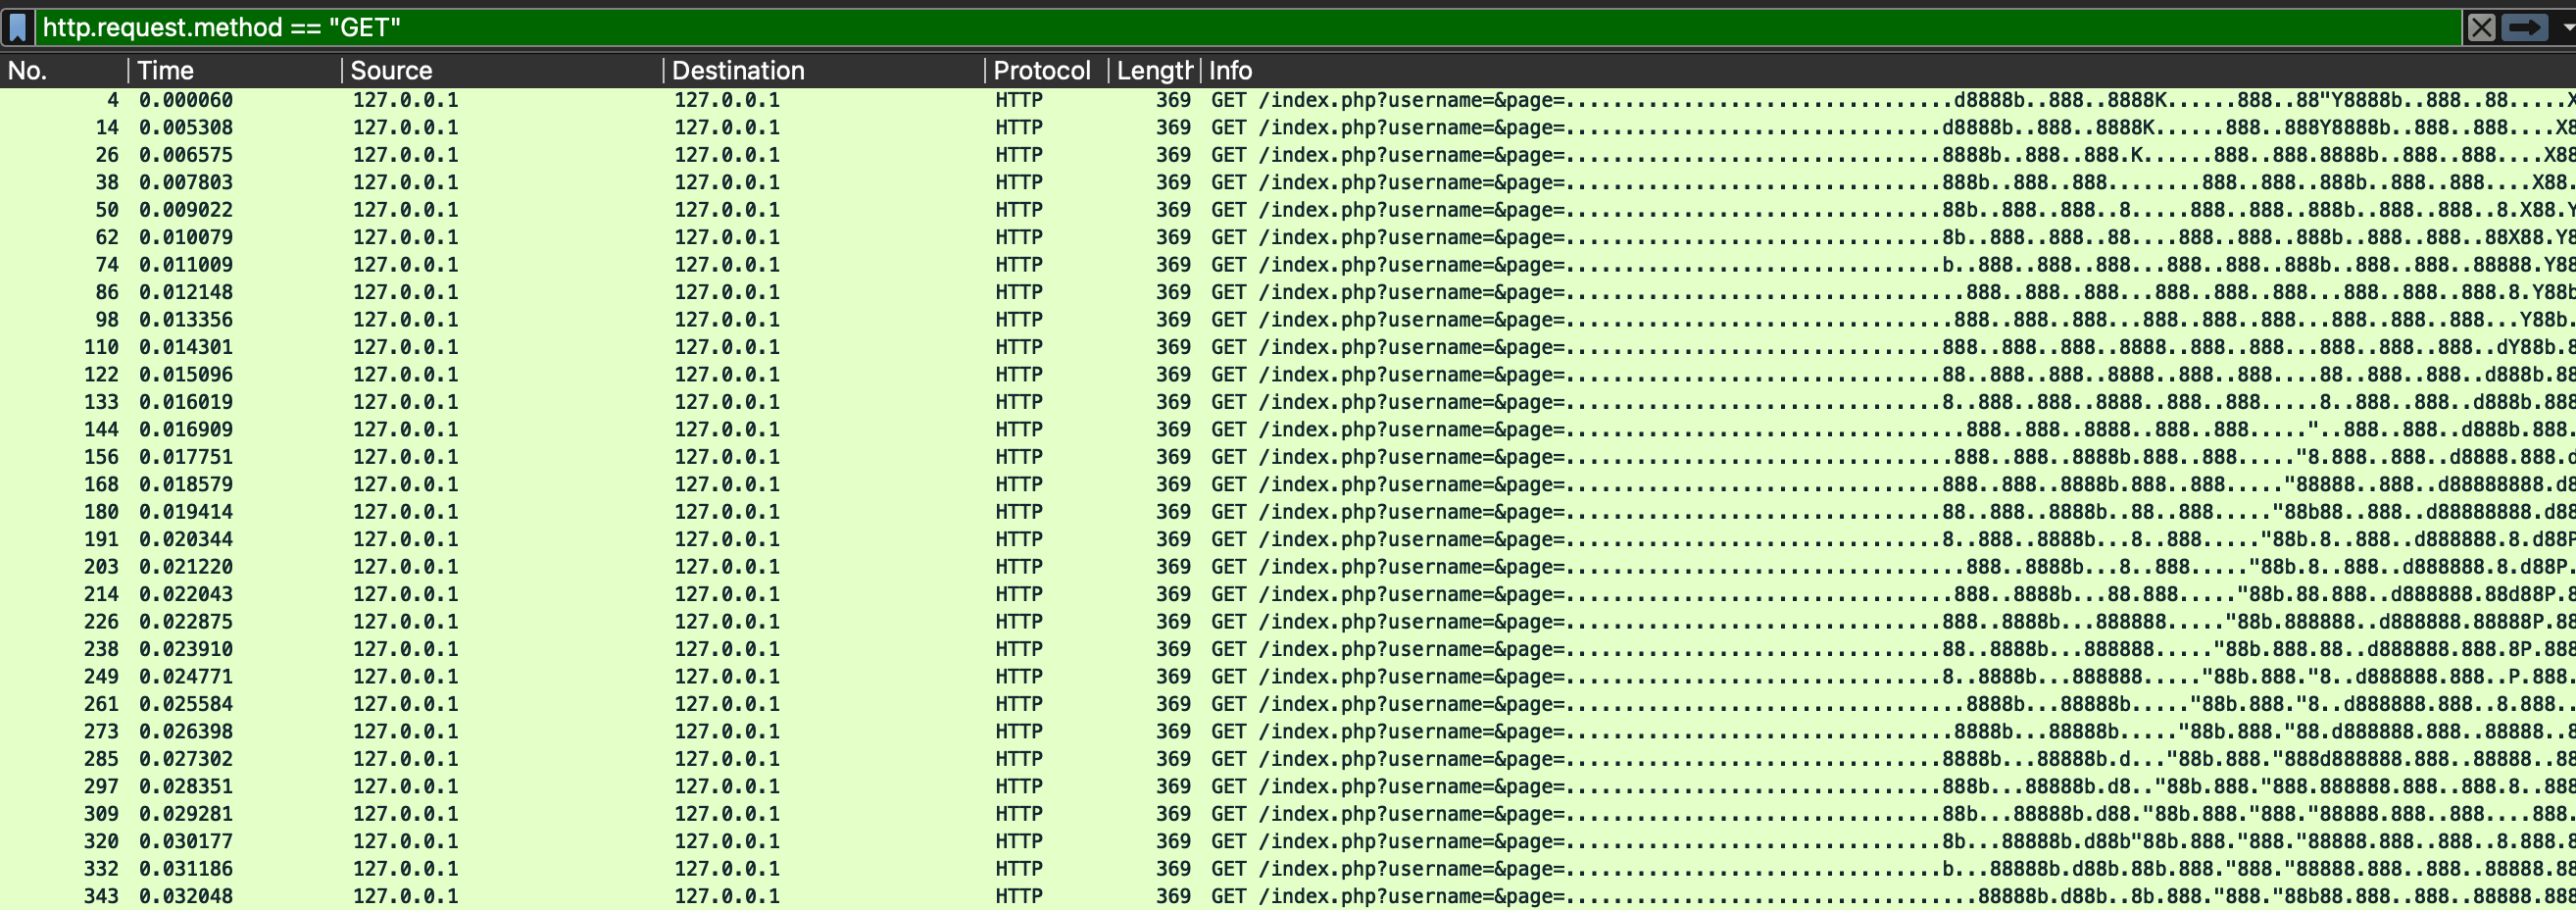 http.request.method == "GET"
No. Time Source Destination Protocol Length Info
4 0.000060 127.0.0.1 127.0.0.1 HTTP 369 GET /index.php?username=&page=.................................d8888b..888..8888K......888..88"Y8888b..888..88.....X
14 0.005308 127.0.0.1 127.0.0.1 HTTP 369 GET /index.php?username=&page=................................d8888b..888..8888K......888..888Y8888b..888..888....X8
26 0.006575 127.0.0.1 127.0.0.1 HTTP 369 GET /index.php?username=&page=................................8888b..888..888.K......888..888.8888b..888..888....X88
38 0.007803 127.0.0.1 127.0.0.1 HTTP 369 GET /index.php?username=&page=................................888b..888..888........888..888..888b..888..888....X88.
50 0.009022 127.0.0.1 127.0.0.1 HTTP 369 GET /index.php?username=&page=................................88b..888..888..8.....888..888..888b..888..888..8.X88.Y
62 0.010079 127.0.0.1 127.0.0.1 HTTP 369 GET /index.php?username=&page=................................8b..888..888..88....888..888..888b..888..888..88X88.Y8
74 0.011009 127.0.0.1 127.0.0.1 HTTP 369 GET /index.php?username=&page=................................b..888..888..888...888..888..888b..888..888..88888.Y88
86 0.012148 127.0.0.1 127.0.0.1 HTTP 369 GET /index.php?username=&page=..................................888..888..888...888..888..888...888..888..888.8.Y88b
98 0.013356 127.0.0.1 127.0.0.1 HTTP 369 GET /index.php?username=&page=.................................888..888..888...888..888..888...888..888..888...Y88b.
110 0.014301 127.0.0.1 127.0.0.1 HTTP 369 GET /index.php?username=&page=................................888..888..888..8888..888..888...888..888..888..dY88b.8
122 0.015096 127.0.0.1 127.0.0.1 HTTP 369 GET /index.php?username=&page=................................88..888..888..8888..888..888....88..888..888..d888b.88
133 0.016019 127.0.0.1 127.0.0.1 HTTP 369 GET /index.php?username=&page=................................8..888..888..8888..888..888.....8..888..888..d888b.888
144 0.016909 127.0.0.1 127.0.0.1 HTTP 369 GET /index.php?username=&page=..................................888..888..8888..888..888....."..888..888..d888b.888.
156 0.017751 127.0.0.1 127.0.0.1 HTTP 369 GET /index.php?username=&page=.................................888..888..8888b.888..888....."8.888..888..d8888.888.d
168 0.018579 127.0.0.1 127.0.0.1 HTTP 369 GET /index.php?username=&page=................................888..888..8888b.888..888....."88888..888..d88888888.d8
180 0.019414 127.0.0.1 127.0.0.1 HTTP 369 GET /index.php?username=&page=................................88..888..8888b..88..888....."88b88..888..d88888888.d88
191 0.020344 127.0.0.1 127.0.0.1 HTTP 369 GET /index.php?username=&page=................................8..888..8888b...8..888....."88b.8..888..d888888.8.d88P
203 0.021220 127.0.0.1 127.0.0.1 HTTP 369 GET /index.php?username=&page=..................................888..8888b...8..888....."88b.8..888..d888888.8.d88P.
214 0.022043 127.0.0.1 127.0.0.1 HTTP 369 GET /index.php?username=&page=.................................888..8888b...88.888....."88b.88.888..d888888.88d88P.8
226 0.022875 127.0.0.1 127.0.0.1 HTTP 369 GET /index.php?username=&page=................................888..8888b...888888....."88b.888888..d888888.88888P.88
238 0.023910 127.0.0.1 127.0.0.1 HTTP 369 GET /index.php?username=&page=................................88..8888b...888888....."88b.888.88..d888888.888.8P.888
249 0.024771 127.0.0.1 127.0.0.1 HTTP 369 GET /index.php?username=&page=................................8..8888b...888888....."88b.888."8..d888888.888..P.888.
261 0.025584 127.0.0.1 127.0.0.1 HTTP 369 GET /index.php?username=&page=..................................8888b...88888b....."88b.888."8..d888888.888..8.888..
273 0.026398 127.0.0.1 127.0.0.1 HTTP 369 GET /index.php?username=&page=.................................8888b...88888b....."88b.888."88.d888888.888..88888..8
285 0.027302 127.0.0.1 127.0.0.1 HTTP 369 GET /index.php?username=&page=................................8888b...88888b.d..."88b.888."888d888888.888..88888..88
297 0.028351 127.0.0.1 127.0.0.1 HTTP 369 GET /index.php?username=&page=................................888b...88888b.d8.."88b.888."888.888888.888..888.8..888
309 0.029281 127.0.0.1 127.0.0.1 HTTP 369 GET /index.php?username=&page=................................88b...88888b.d88."88b.888."888."88888.888..888....888.
320 0.030177 127.0.0.1 127.0.0.1 HTTP 369 GET /index.php?username=&page=................................8b...88888b.d88b"88b.888."888."88888.888..888..8.888.8
332 0.031186 127.0.0.1 127.0.0.1 HTTP 369 GET /index.php?username=&page=................................b...88888b.d88b.88b.888."888."88888.888..888..88888.88
343 0.032048 127.0.0.1 127.0.0.1 HTTP 369 GET /index.php?username=&page=...................................88888b.d88b..8b.888."888."88b88.888..888..88888.888